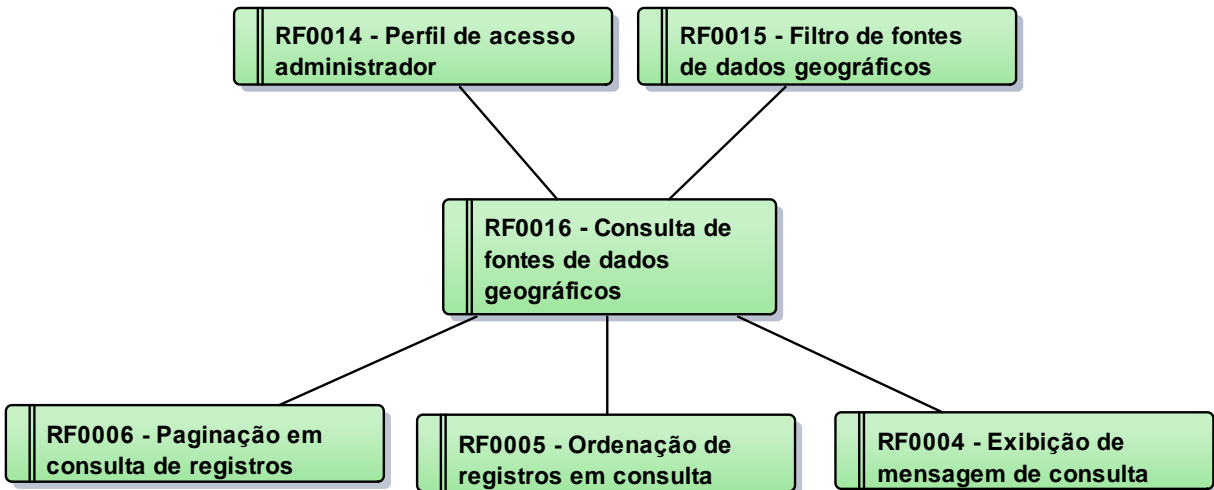 RF0014 - Perfil de acesso
administrador
RF0015 - Filtro de fontes
de dados geográficos
RF0016 - Consulta de
fontes de dados
geográficos
RF0006 - Paginação em
consulta de registros
RF0005 - Ordenação de
registros em consulta
RF0004 - Exibição de
mensagem de consulta